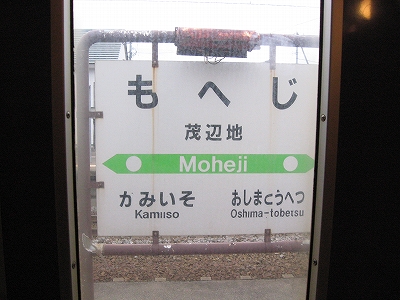 もへじ
茂辺地
Moheji
かみいそ
Kamiiso
おしまとうべつ
Oshima-tobetsu